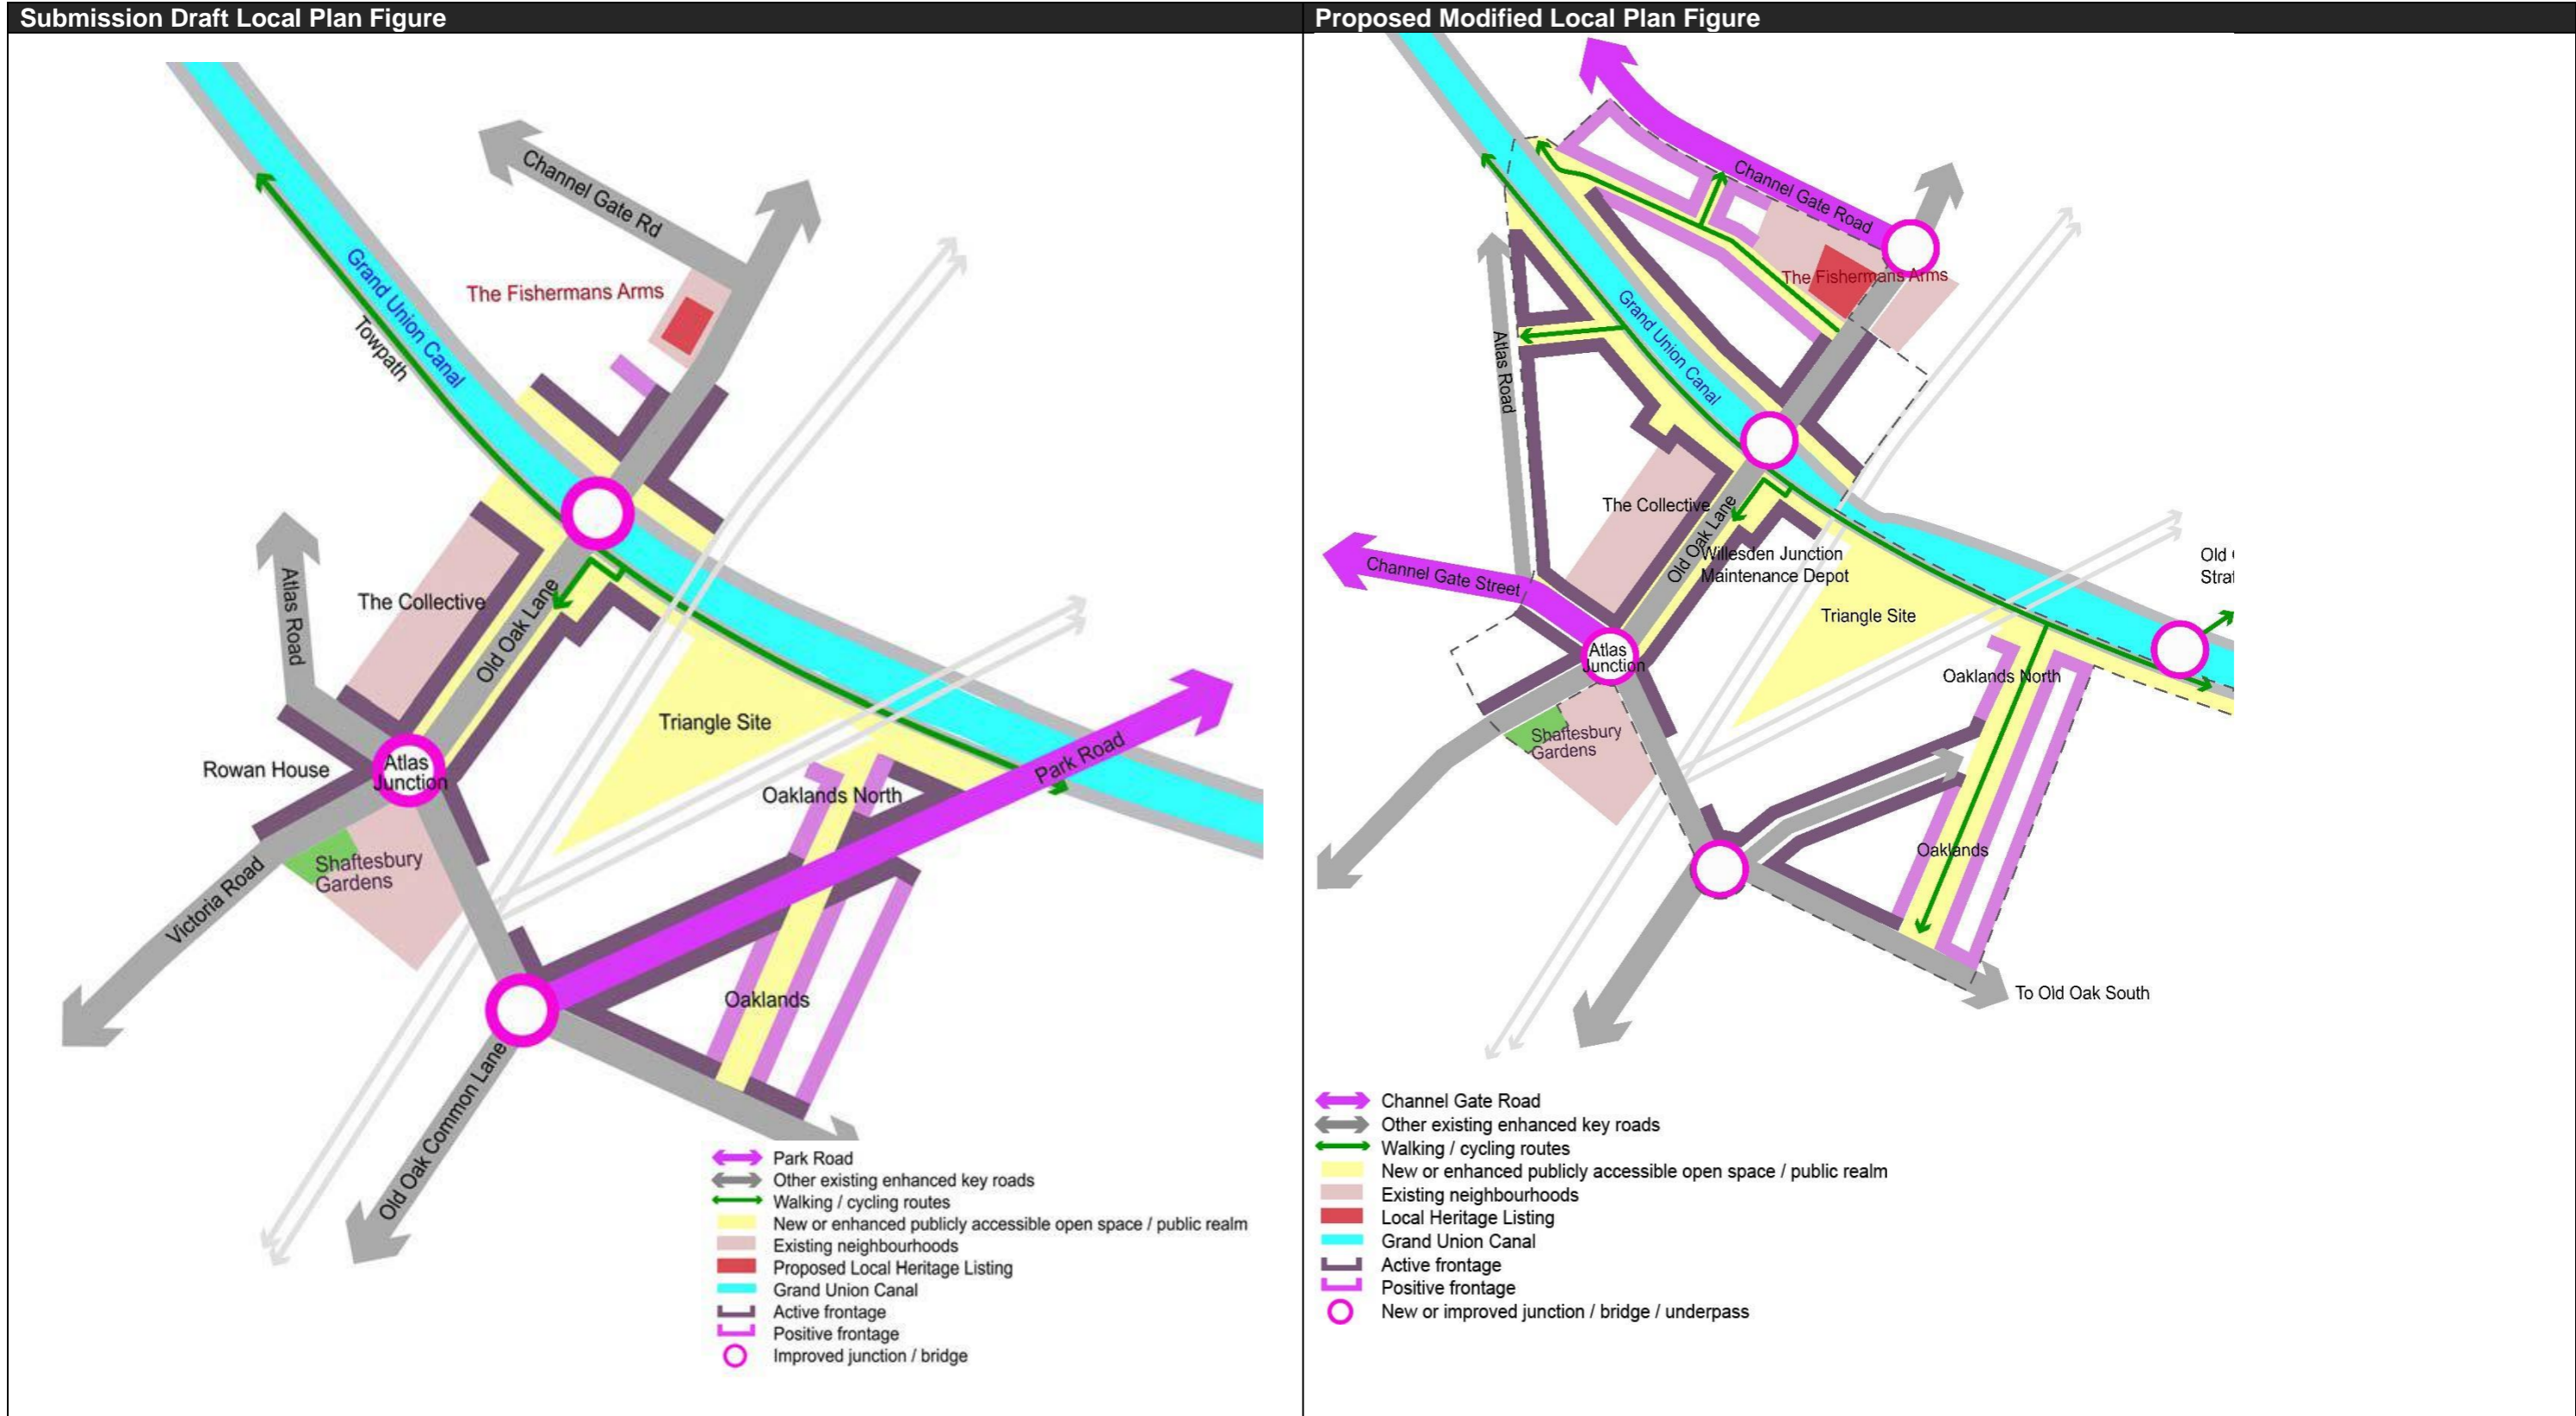 Submission Draft Local Plan Figure
Channel Gate Rd
The Fishermans Arms
Grand Union Canal
Towpath
The Collective
Atlas Road
Old Oak Lane
Triangle Site
Park Road
Rowan House
Atlas
Junction
Oaklands North
Shaftesbury
Gardens
Victoria Road
Oaklands
Old Oak Common Lane
Park Road
Other existing enhanced key roads
Walking / cycling routes
New or enhanced publicly accessible open space / public realm
Existing neighbourhoods
Proposed Local Heritage Listing
Grand Union Canal
Active frontage
Positive frontage
Improved junction / bridge
Proposed Modified Local Plan Figure
Channel Gate Road
The Fishermans Arms
Grand Union Canal
Atlas Road
The Collective
Old Oak Lane
Willesden Junction
Maintenance Depot
Channel Gate Street
Old
Triangle Site
Atlas
Junction
Oaklands North
Shaftesbury
Gardens
Oaklands
To Old Oak South
Channel Gate Road
Other existing enhanced key roads
Walking / cycling routes
New or enhanced publicly accessible open space / public realm
Existing neighbourhoods
Local Heritage Listing
Grand Union Canal
Active frontage
Positive frontage
New or improved junction / bridge / underpass